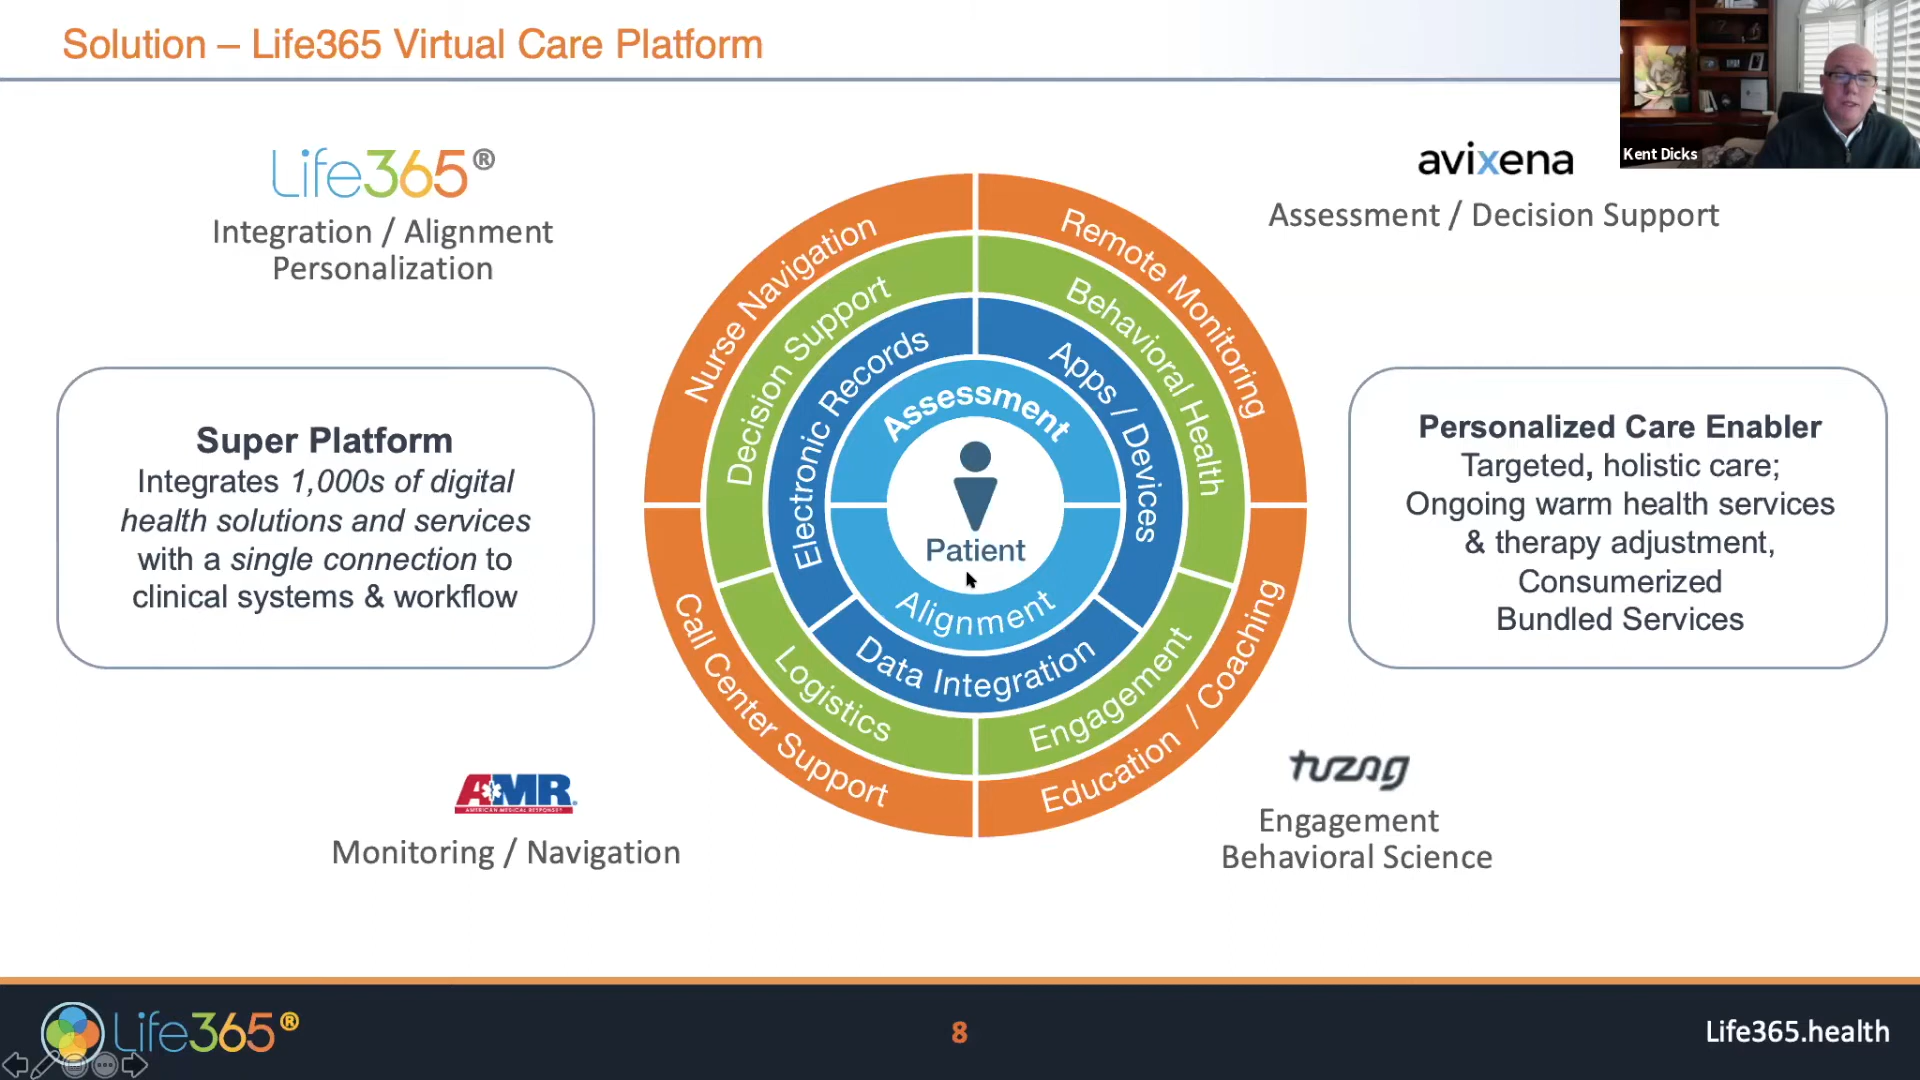 Solution – Life365 Virtual Care Platform
Kent Dicks
Life365®
Integration / Alignment
Personalization
avixena
Assessment / Decision Support
Super Platform
Integrates 1,000s of digital
health solutions and services
with a single connection to
clinical systems & workflow
Nurse Navigation
Remote Monitoring
Decision Support
Behavioral Health
Electronic Records
Apps / Devices
Assessment
Patient
Alignment
Data Integration
Logistics
Engagement
Call Center Support
Education / Coaching
Personalized Care Enabler
Targeted, holistic care;
Ongoing warm health services
& therapy adjustment,
Consumerized
Bundled Services
AMR
AMERICAN MEDICAL RESPONSE
Monitoring / Navigation
tuzag
Engagement
Behavioral Science
Life365®
8
Life365.health